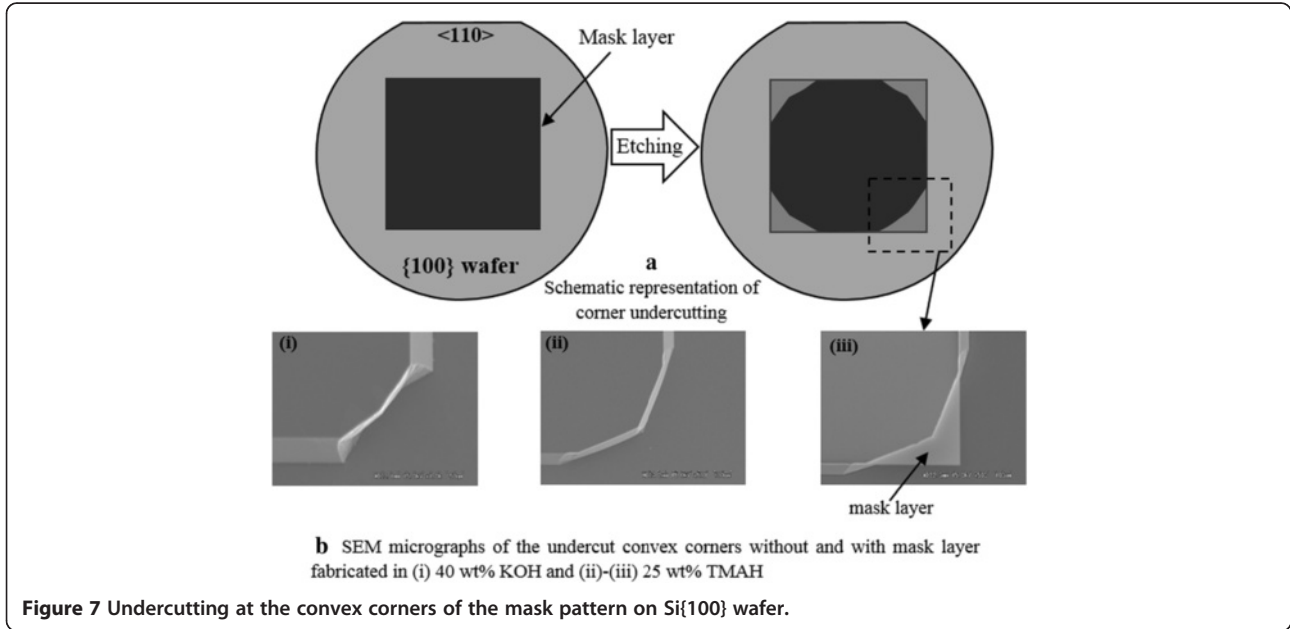 <110>
Mask layer
Etching
{100} wafer
a
Schematic representation of
corner undercutting
(i)
(ii)
(iii)
mask layer
b SEM micrographs of the undercut convex corners without and with mask layer
fabricated in (i) 40 wt% KOH and (ii)-(iii) 25 wt% TMAH
Figure 7 Undercutting at the convex corners of the mask pattern on Si{100} wafer.